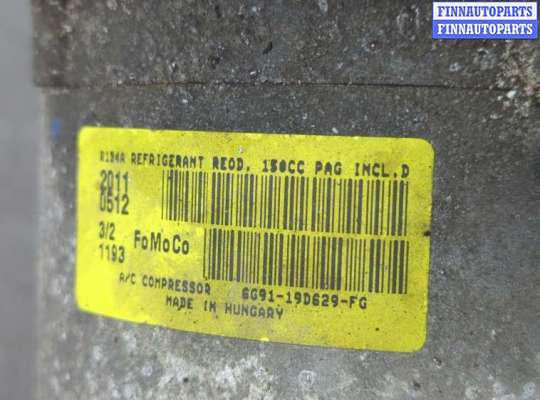 FINNAUTOPARTS
FINNAUTOPARTS
R134A REFRIGERANT REQD. 150CC PAG INCL.D
2011
0512
3/2
1193
FoMoCo
A/C COMPRESSOR 6G91-19D629-FG
MADE IN HUNGARY